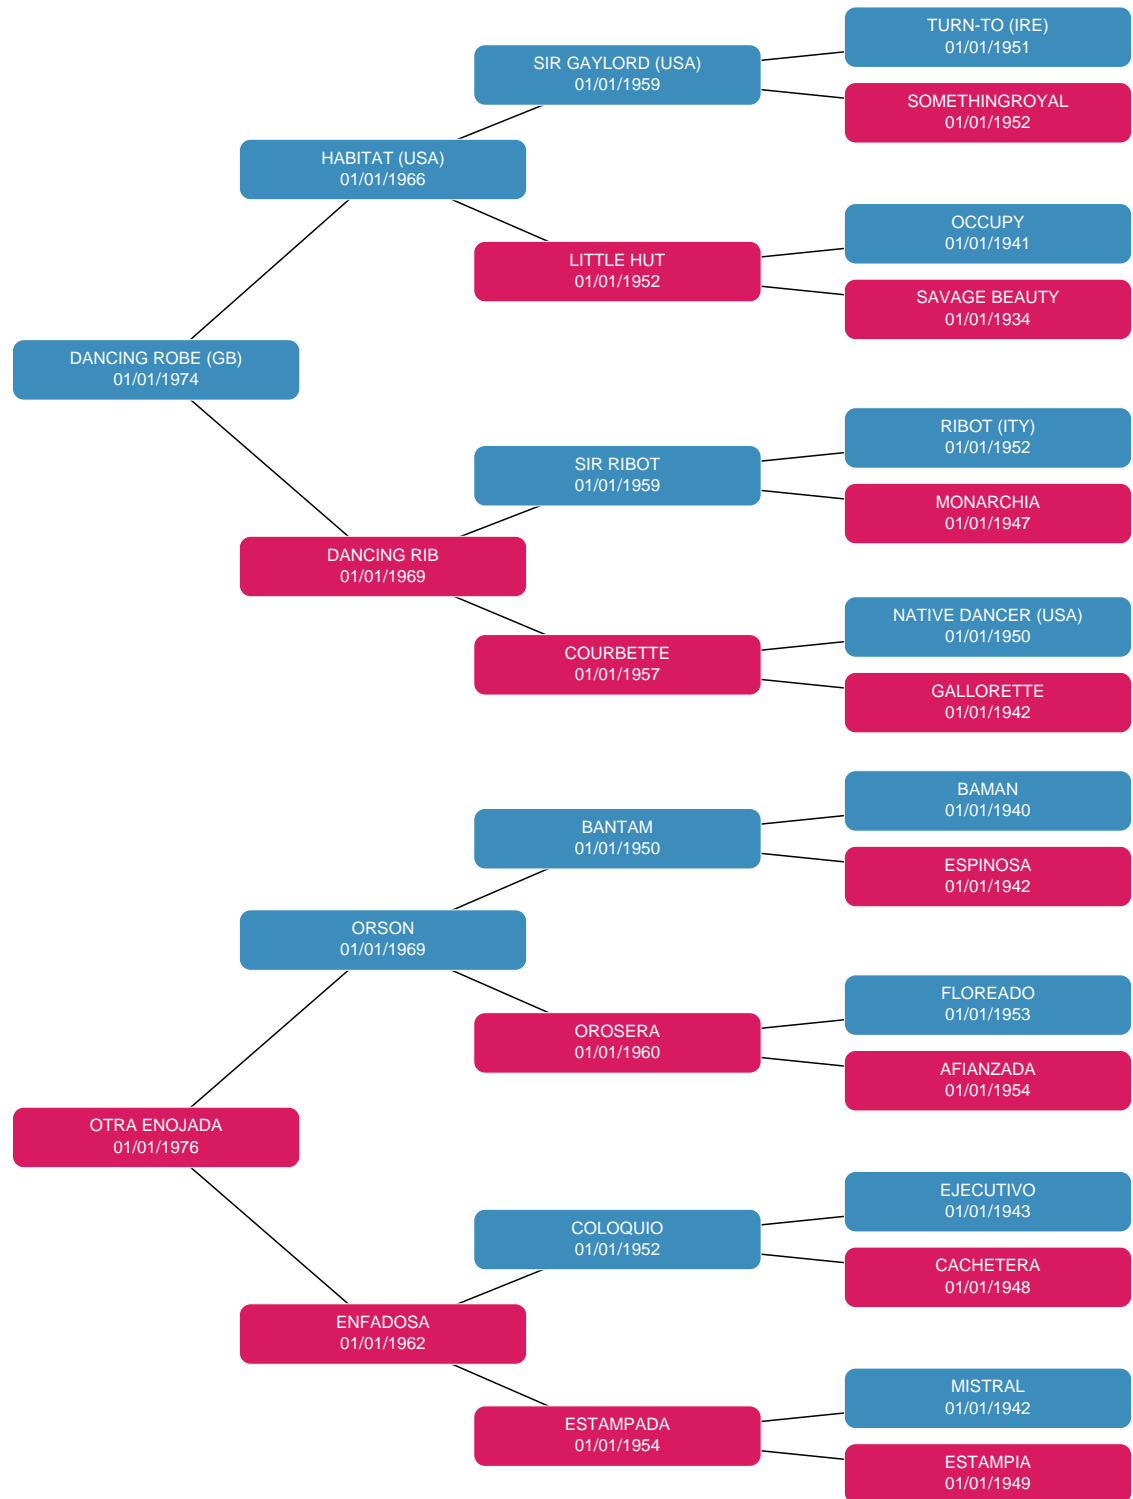 TURN-TO (IRE)
01/01/1951
SIR GAYLORD (USA)
01/01/1959
SOMETHINGROYAL
01/01/1952
HABITAT (USA)
01/01/1966
OCCUPY
01/01/1941
LITTLE HUT
01/01/1952
SAVAGE BEAUTY
01/01/1934
DANCING ROBE (GB)
01/01/1974
RIBOT (ITY)
01/01/1952
SIR RIBOT
01/01/1959
MONARCHIA
01/01/1947
DANCING RIB
01/01/1969
NATIVE DANCER (USA)
01/01/1950
COURBETTE
01/01/1957
GALLORETTE
01/01/1942
BAMAN
01/01/1940
BANTAM
01/01/1950
ESPINOSA
01/01/1942
ORSON
01/01/1969
FLOREADO
01/01/1953
OROSERA
01/01/1960
AFIANZADA
01/01/1954
OTRA ENOJADA
01/01/1976
EJECUTIVO
01/01/1943
COLOQUIO
01/01/1952
CACHETERA
01/01/1948
ENFADOSA
01/01/1962
MISTRAL
01/01/1942
ESTAMPADA
01/01/1954
ESTAMPIA
01/01/1949